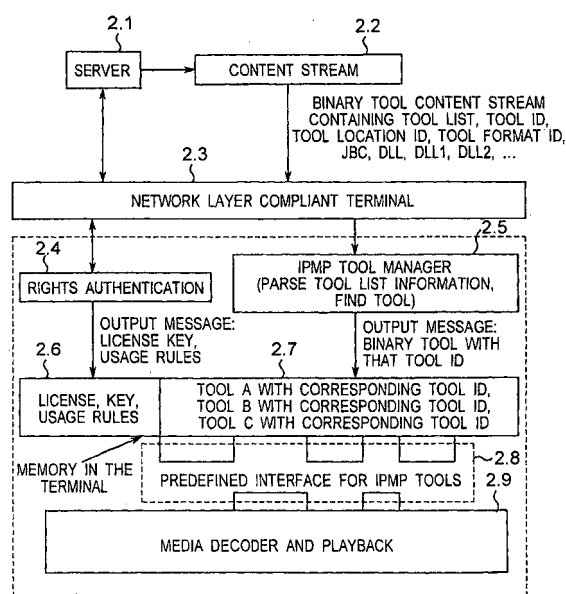 2.1
2.2
SERVER
CONTENT STREAM
BINARY TOOL CONTENT STREAM
CONTAINING TOOL LIST, TOOL ID,
TOOL LOCATION ID, TOOL FORMAT ID,
JBC, DLL, DLL1, DLL2, ...
2.3
NETWORK LAYER COMPLIANT TERMINAL
2.4
2.5
RIGHTS AUTHENTICATION
IPMP TOOL MANAGER
(PARSE TOOL LIST INFORMATION,
FIND TOOL)
OUTPUT MESSAGE:
LICENSE KEY,
USAGE RULES
OUTPUT MESSAGE:
BINARY TOOL WITH
THAT TOOL ID
2.6
2.7
LICENSE, KEY,
USAGE RULES
TOOL A WITH CORRESPONDING TOOL ID,
TOOL B WITH CORRESPONDING TOOL ID,
TOOL C WITH CORRESPONDING TOOL ID
MEMORY IN THE
TERMINAL
2.8
PREDEFINED INTERFACE FOR IPMP TOOLS
2.9
MEDIA DECODER AND PLAYBACK